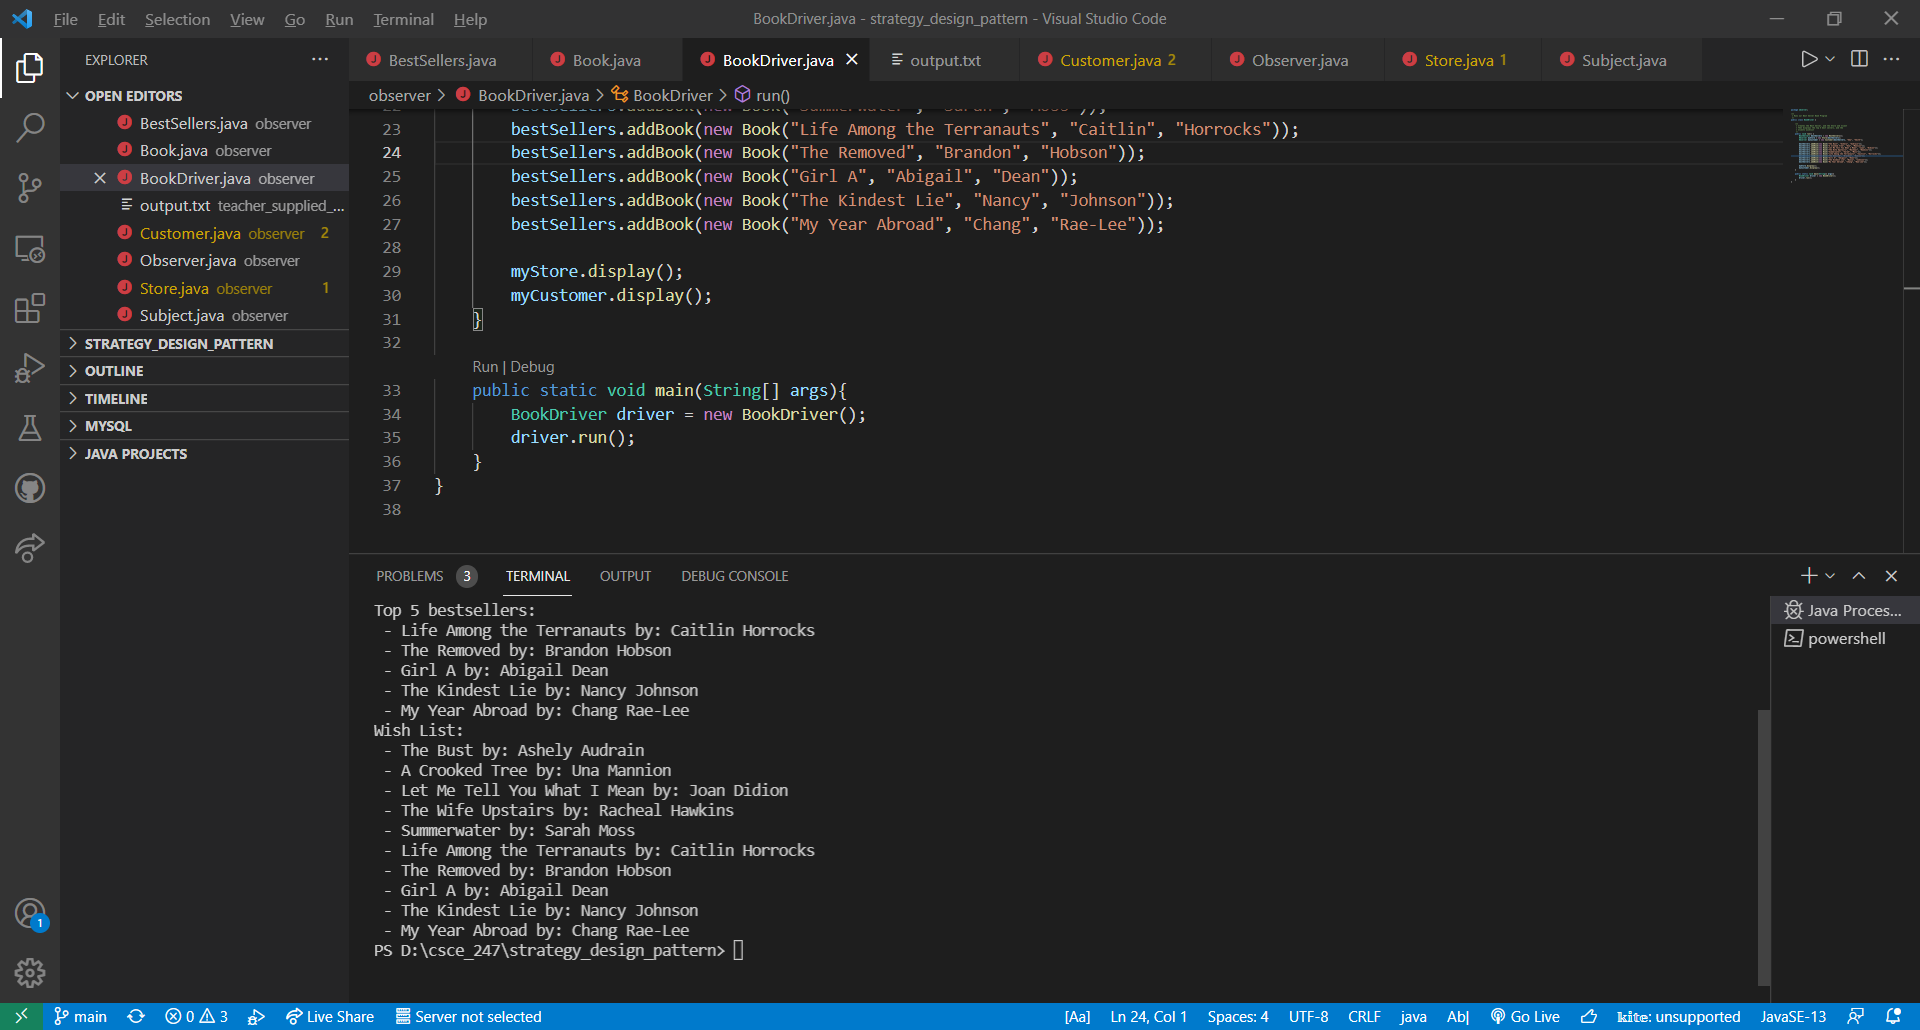 File Edit Selection View Go Run Terminal Help BookDriver.java - strategy_design_pattern - Visual Studio Code
EXPLORER ···
BestSellers.java Book.java BookDriver.java output.txt Customer.java 2 Observer.java Store.java 1 Subject.java
OPEN EDITORS
BestSellers.java observer
Book.java observer
BookDriver.java observer
output.txt teacher_supplied_...
Customer.java observer 2
Observer.java observer
Store.java observer 1
Subject.java observer
STRATEGY_DESIGN_PATTERN
OUTLINE
TIMELINE
MYSQL
JAVA PROJECTS
observer > BookDriver.java > BookDriver > run()
23 bestSellers.addBook(new Book("Life Among the Terranauts", "Caitlin", "Horrocks"));
24 bestSellers.addBook(new Book("The Removed", "Brandon", "Hobson"));
25 bestSellers.addBook(new Book("Girl A", "Abigail", "Dean"));
26 bestSellers.addBook(new Book("The Kindest Lie", "Nancy", "Johnson"));
27 bestSellers.addBook(new Book("My Year Abroad", "Chang", "Rae-Lee"));
28
29 myStore.display();
30 myCustomer.display();
31 }
32
Run | Debug
33 public static void main(String[] args){
34 BookDriver driver = new BookDriver();
35 driver.run();
36 }
37 }
38
PROBLEMS 3 TERMINAL OUTPUT DEBUG CONSOLE
Top 5 bestsellers:
- Life Among the Terranauts by: Caitlin Horrocks
- The Removed by: Brandon Hobson
- Girl A by: Abigail Dean
- The Kindest Lie by: Nancy Johnson
- My Year Abroad by: Chang Rae-Lee
Wish List:
- The Bust by: Ashely Audrain
- A Crooked Tree by: Una Mannion
- Let Me Tell You What I Mean by: Joan Didion
- The Wife Upstairs by: Racheal Hawkins
- Summerwater by: Sarah Moss
- Life Among the Terranauts by: Caitlin Horrocks
- The Removed by: Brandon Hobson
- Girl A by: Abigail Dean
- The Kindest Lie by: Nancy Johnson
- My Year Abroad by: Chang Rae-Lee
PS D:\csce_247\strategy_design_pattern>
Java Proces...
powershell
1
main 0 3 Live Share Server not selected [Aa] Ln 24, Col 1 Spaces: 4 UTF-8 CRLF java Ab| Go Live kite: unsupported JavaSE-13